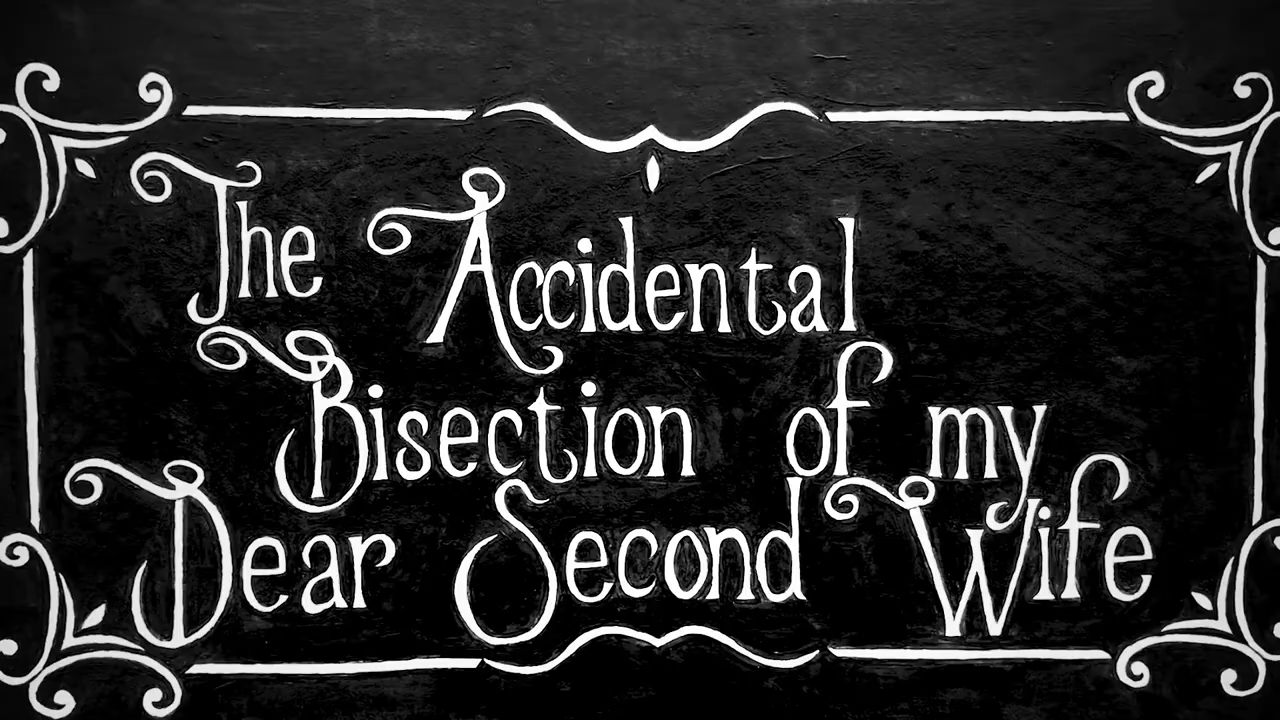 The Accidental
Bisection of my
Dear Second Wife